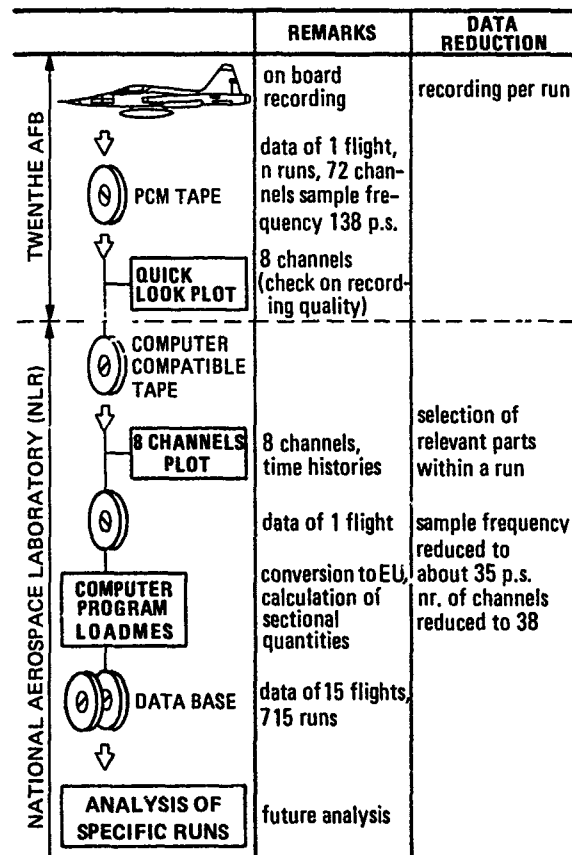 REMARKS
DATA
REDUCTION
TWENTHE AFB
on board
recording
recording per run
PCM TAPE
data of 1 flight,
n runs, 72 chan-
nels sample fre-
quency 138 p.s.
QUICK
LOOK PLOT
8 channels
(check on record-
ing quality)
NATIONAL AEROSPACE LABORATORY (NLR)
COMPUTER
COMPATIBLE
TAPE
8 CHANNELS
PLOT
8 channels,
time histories
selection of
relevant parts
within a run
data of 1 flight
sample frequency
reduced to
about 35 p.s.
nr. of channels
reduced to 38
COMPUTER
PROGRAM
LOADMES
conversion to EU,
calculation of
sectional
quantities
DATA BASE
data of 15 flights,
715 runs
ANALYSIS OF
SPECIFIC RUNS
future analysis